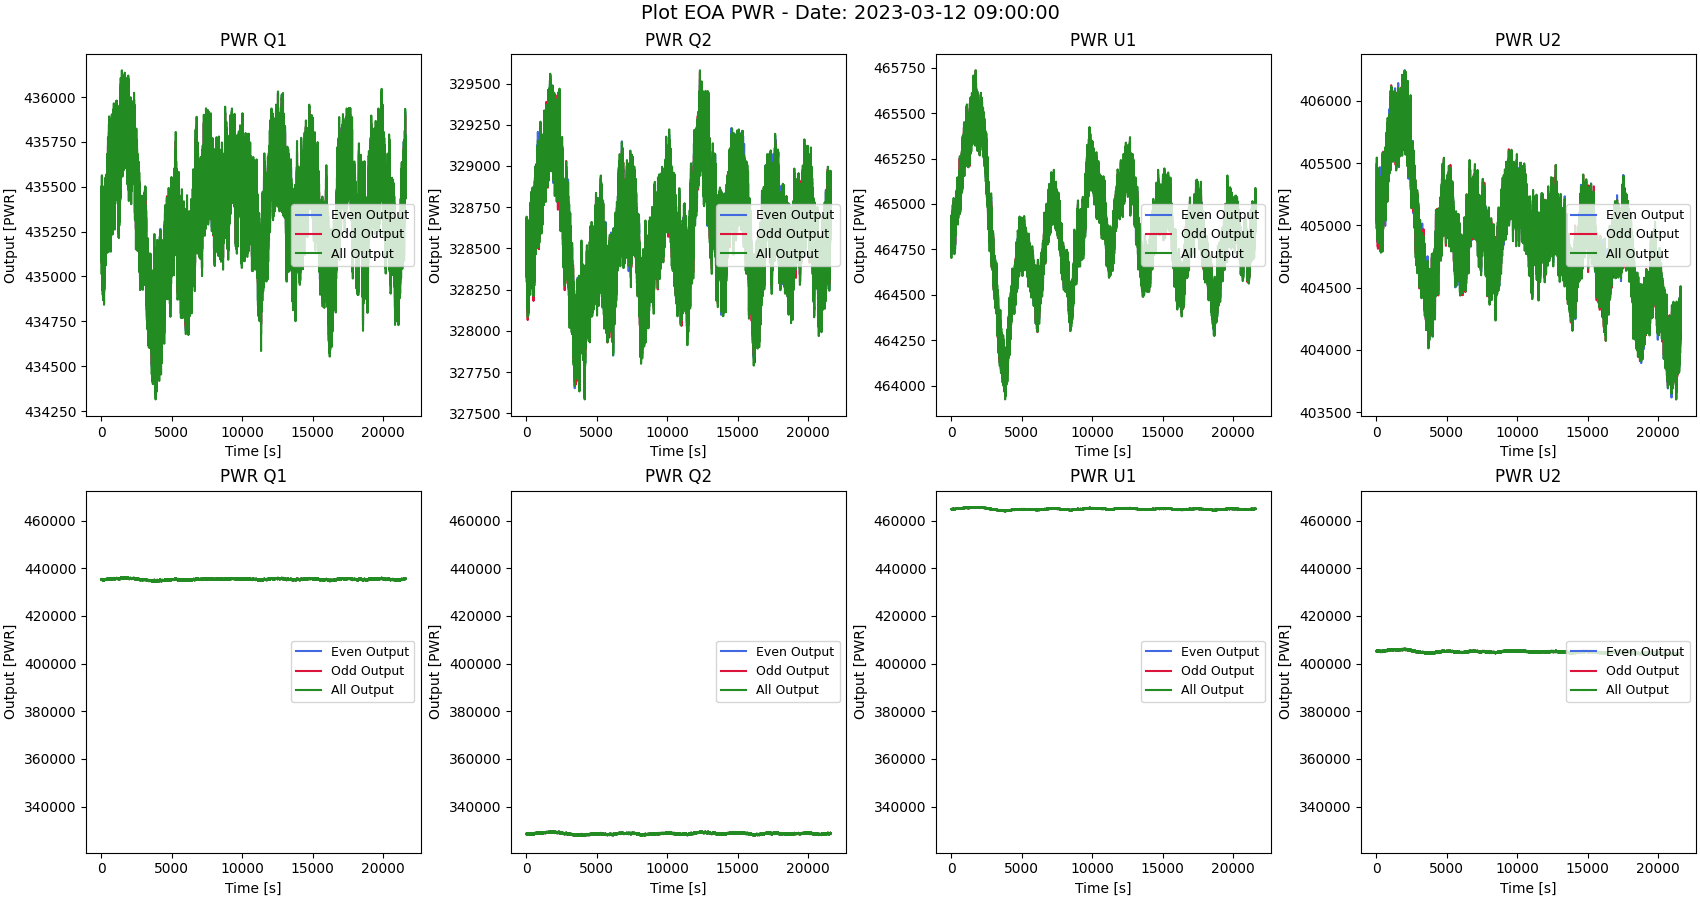 Plot EOA PWR - Date: 2023-03-12 09:00:00
PWR Q1
Output [PWR]
436000
435750
435500
435250
435000
434750
434500
434250
0 5000 10000 15000 20000
Time [s]
Even Output
Odd Output
All Output
PWR Q2
Output [PWR]
329500
329250
329000
328750
328500
328250
328000
327750
327500
0 5000 10000 15000 20000
Time [s]
Even Output
Odd Output
All Output
PWR U1
Output [PWR]
465750
465500
465250
465000
464750
464500
464250
464000
0 5000 10000 15000 20000
Time [s]
Even Output
Odd Output
All Output
PWR U2
Output [PWR]
406000
405500
405000
404500
404000
403500
0 5000 10000 15000 20000
Time [s]
Even Output
Odd Output
All Output
PWR Q1
Output [PWR]
460000
440000
420000
400000
380000
360000
340000
0 5000 10000 15000 20000
Time [s]
Even Output
Odd Output
All Output
PWR Q2
Output [PWR]
460000
440000
420000
400000
380000
360000
340000
0 5000 10000 15000 20000
Time [s]
Even Output
Odd Output
All Output
PWR U1
Output [PWR]
460000
440000
420000
400000
380000
360000
340000
0 5000 10000 15000 20000
Time [s]
Even Output
Odd Output
All Output
PWR U2
Output [PWR]
460000
440000
420000
400000
380000
360000
340000
0 5000 10000 15000 20000
Time [s]
Even Output
Odd Output
All Output